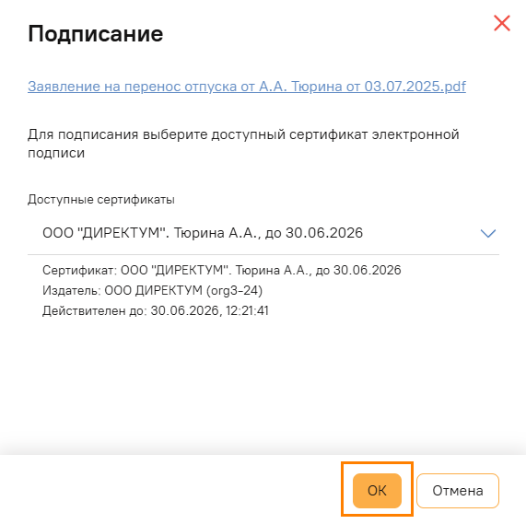 Подписание
Заявление на перенос отпуска от А.А. Тюрина от 03.07.2025.pdf
Для подписания выберите доступный сертификат электронной
подписи
Доступные сертификаты
ООО "ДИРЕКТУМ". Тюрина А.А., до 30.06.2026
Сертификат: ООО "ДИРЕКТУМ". Тюрина А.А., до 30.06.2026
Издатель: ООО ДИРЕКТУМ (org3-24)
Действителен до: 30.06.2026, 12:21:41
ОК Отмена